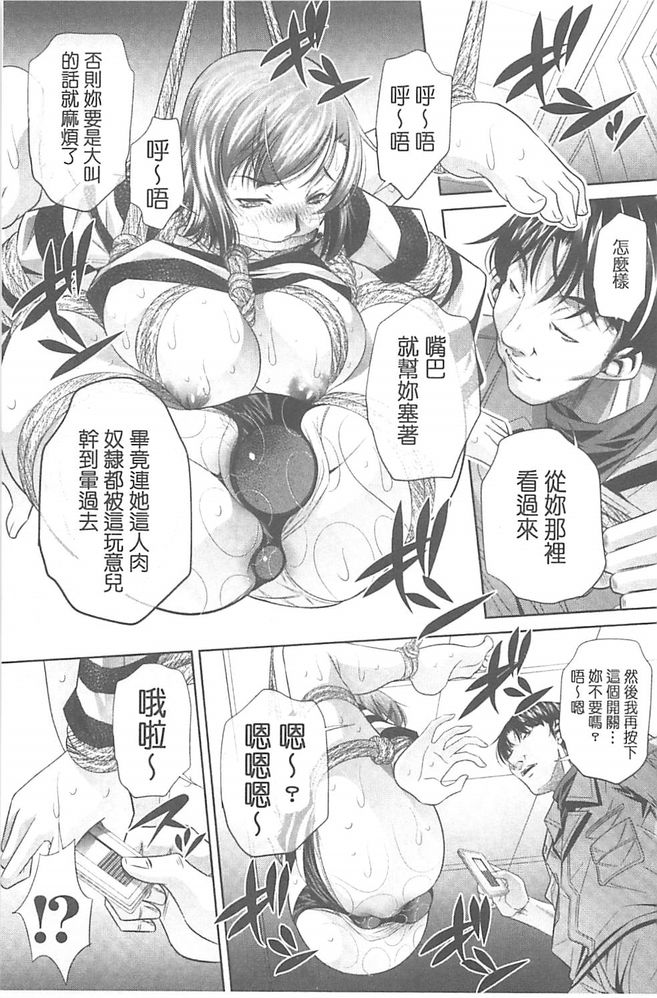 怎麼樣
從妳那裡
看過來
呼～唔
呼～唔
呼～唔
否則妳要是大叫
的話就麻煩了
嘴巴
就幫妳塞著
畢竟連她這人肉
奴隸都被這玩意兒
幹到暈過去
然後我再按下
這個開關…
妳不要嗎？
唔～嗯
嗯～？
嗯嗯嗯～
哦啦～
!?